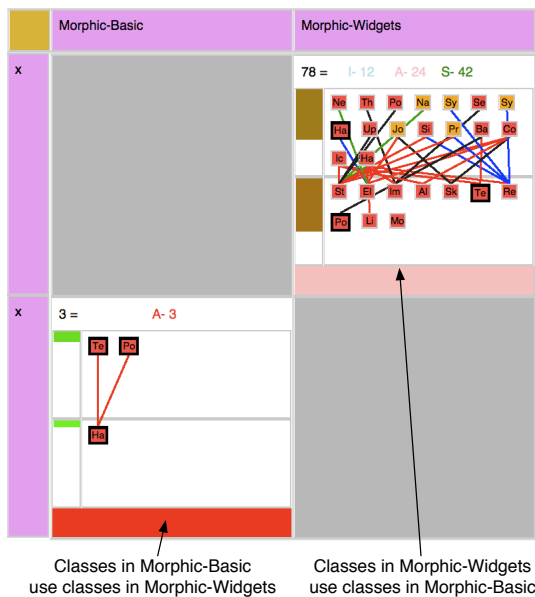 Morphic-Basic Morphic-Widgets
x 78 = I- 12 A- 24 S- 42
Ne Th Po Na Sy Se Sy
Ha Up Jo Si Pr Ba Co
Ic Ha
St El Im Al Sk Te Re
Po Li Mo
x 3 = A- 3
Te Po
Ha
Classes in Morphic-Basic Classes in Morphic-Widgets
use classes in Morphic-Widgets use classes in Morphic-Basic